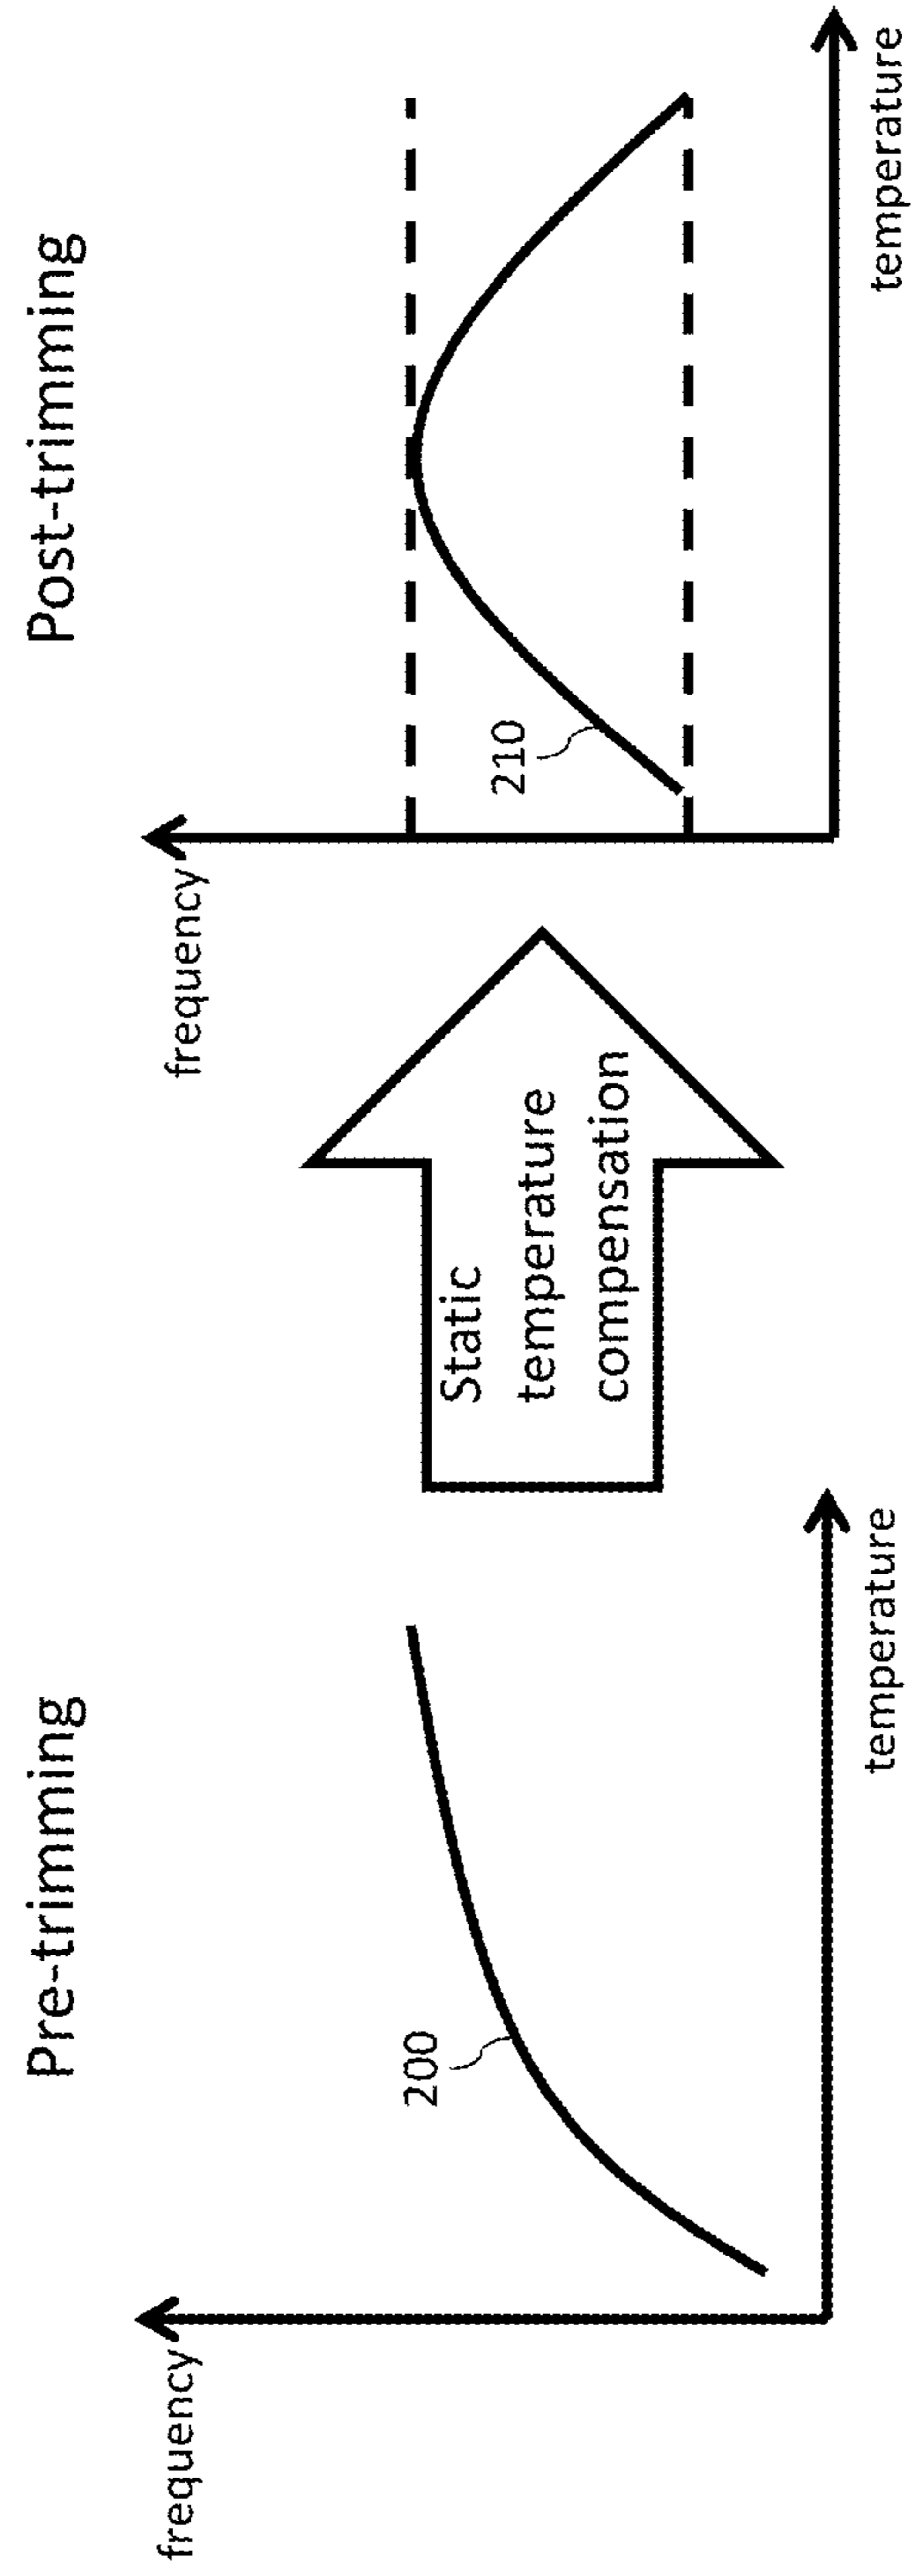 Pre-trimming
frequency
200
temperature
Static
temperature
compensation
Post-trimming
frequency
210
temperature